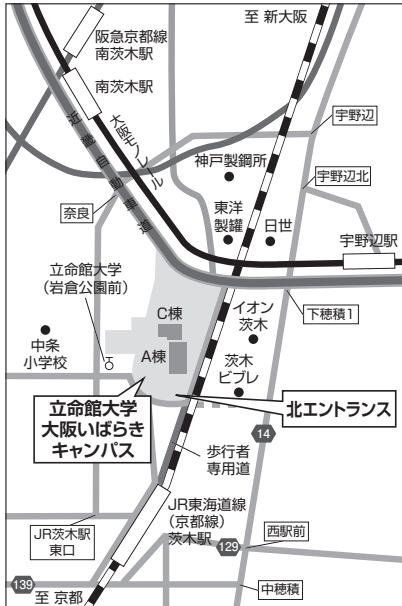 至 新大阪
阪急京都線
南茨木駅
南茨木駅
大阪モノレール
近畿自動車道
宇野辺
神戸製鋼所
宇野辺北
奈良
東洋
製罐
日世
宇野辺駅
立命館大学
（岩倉公園前）
C棟
イオン
茨木
下穂積1
中条
小学校
A棟
茨木
ビブレ
立命館大学
大阪いばらき
キャンパス
北エントランス
14
歩行者
専用道
JR東海道線
（京都線）
茨木駅
JR茨木駅
東口
西駅前
129
139
中穂積
至 京都